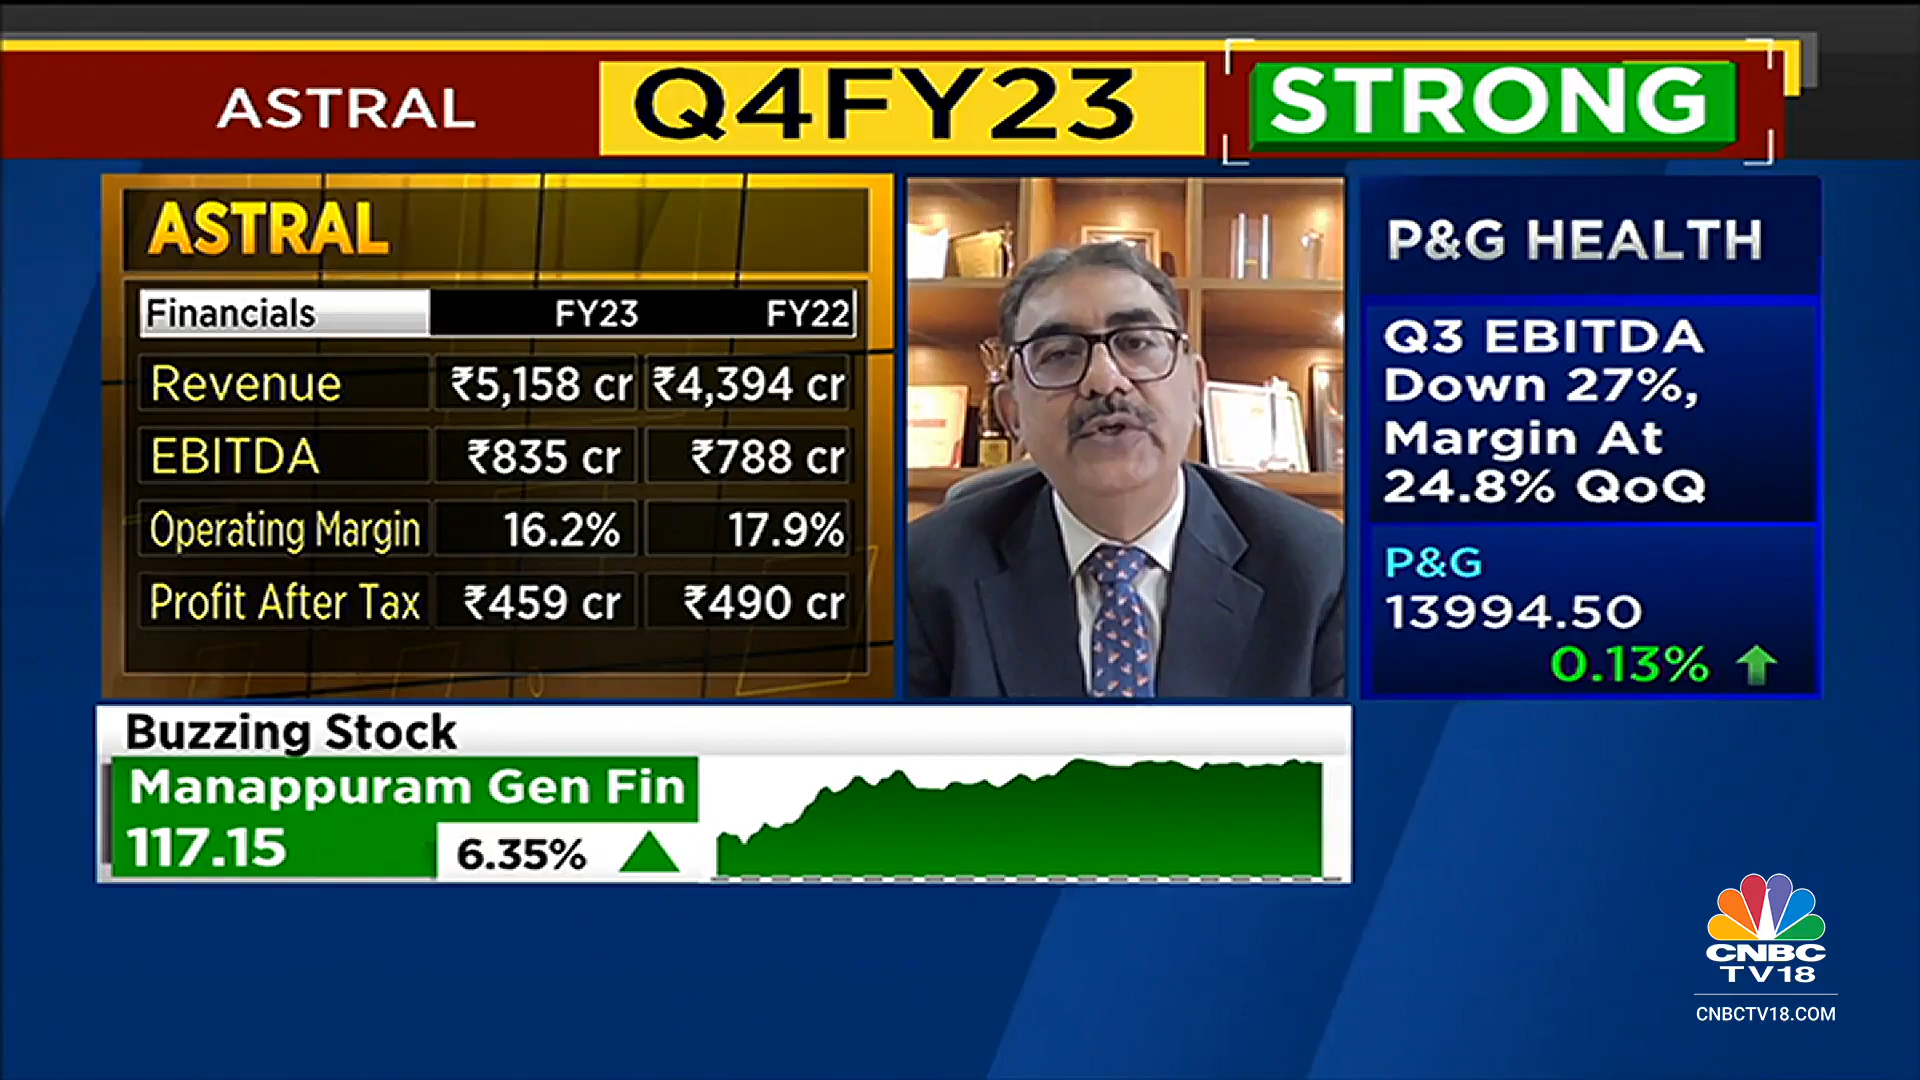 ASTRAL Q4FY23 STRONG
ASTRAL
Financials FY23 FY22
Revenue ₹5,158 cr ₹4,394 cr
EBITDA ₹835 cr ₹788 cr
Operating Margin 16.2% 17.9%
Profit After Tax ₹459 cr ₹490 cr
P&G HEALTH
Q3 EBITDA
Down 27%,
Margin At
24.8% QoQ
P&G
13994.50
0.13%
Buzzing Stock
Manappuram Gen Fin
117.15 6.35%
CNBC
TV18
CNBCTV18.COM